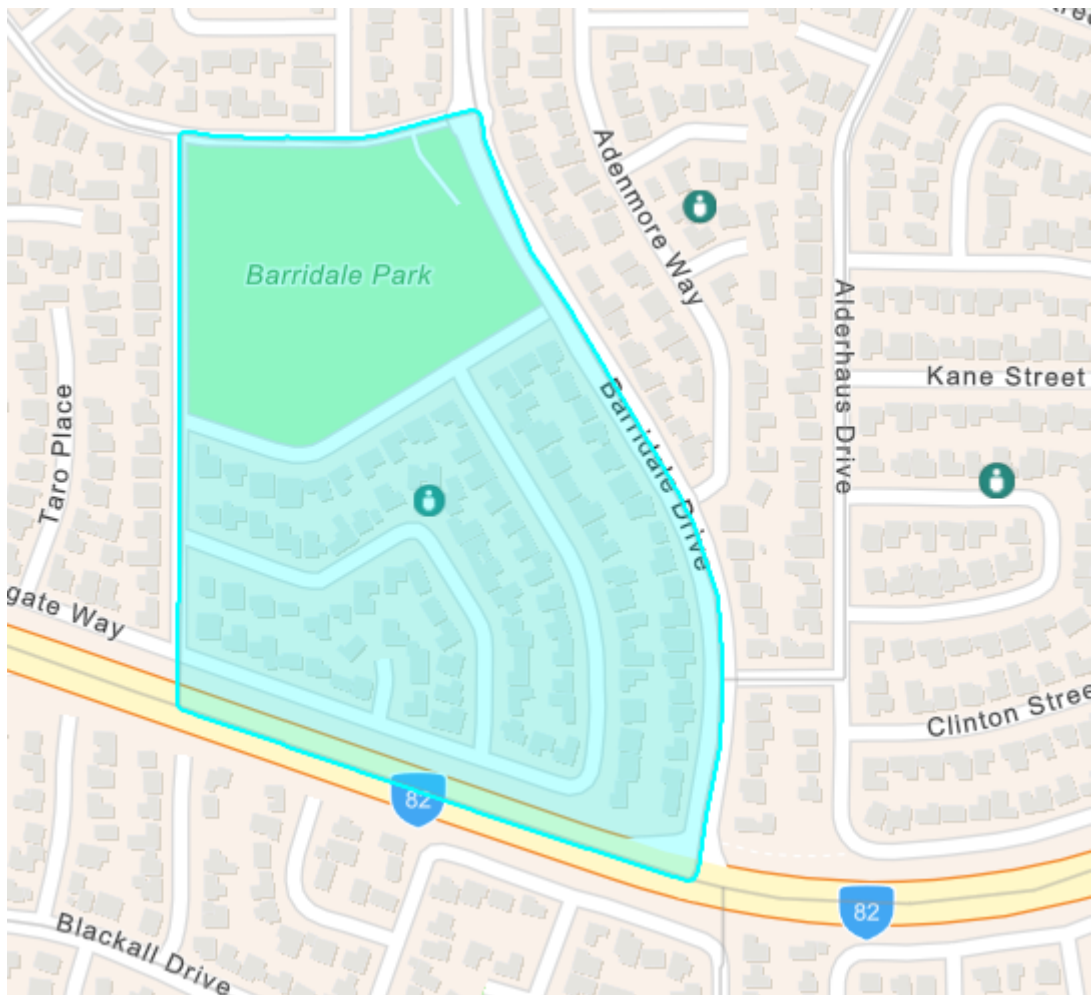 Adenmore Way
Barridale Park
Alderhaus Drive
Kane Street
Barridale Drive
Taro Place
gate Way
Clinton Stree
82
82
Blackall Drive